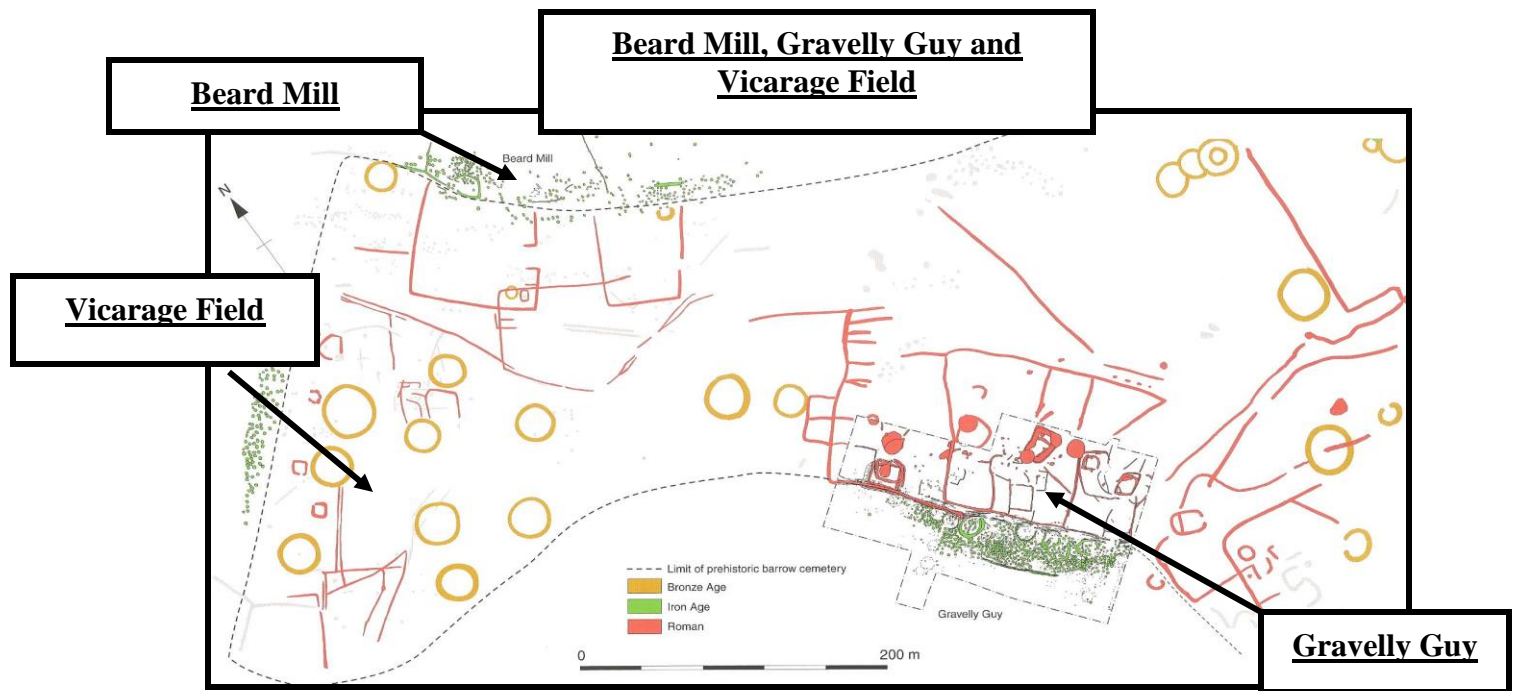 Beard Mill, Gravelly Guy and
Vicarage Field
Beard Mill
Beard Mill
N
Vicarage Field
Limit of prehistoric barrow cemetery
Bronze Age
Iron Age
Roman
Gravelly Guy
0
200 m
Gravelly Guy